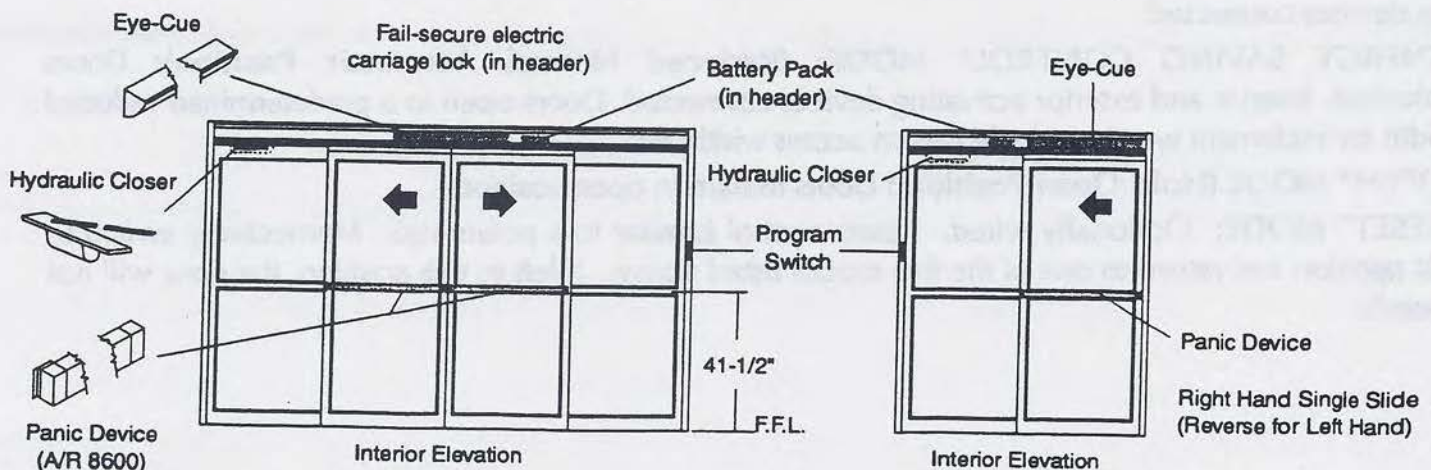 Eye-Cue
Fail-secure electric
carriage lock (in header)
Battery Pack
(in header)
Eye-Cue
Hydraulic Closer
Hydraulic Closer
Program
Switch
Panic Device
41-1/2"
Right Hand Single Slide
(Reverse for Left Hand)
F.F.L.
Panic Device
(A/R 8600)
Interior Elevation
Interior Elevation